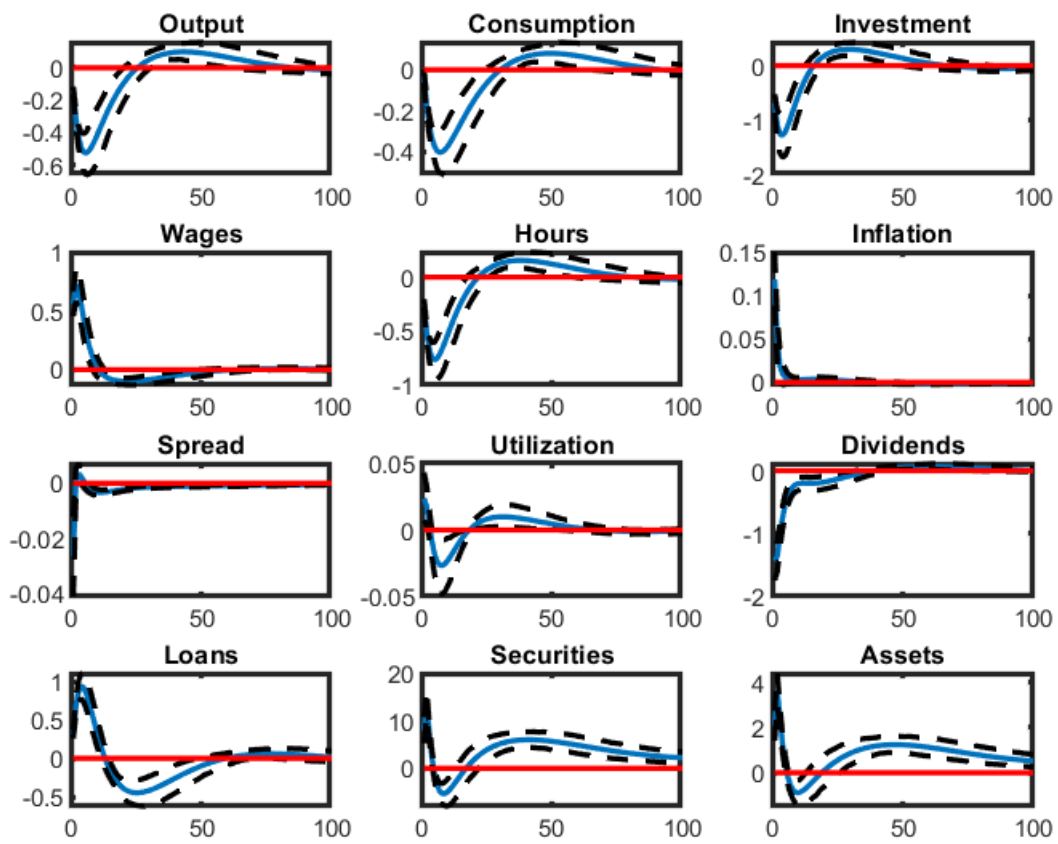 Output Consumption Investment
0 0 0
-0.2 -0.2 -1
-0.4 -0.4 -2
-0.6
0 50 100 0 50 100 0 50 100
Wages Hours Inflation
1 0 0.15
0.5 -0.5 0.1
0 -1 0.05
0
0 50 100 0 50 100 0 50 100
Spread Utilization Dividends
0 0.05 0
-0.02 0 -1
-0.04 -0.05 -2
0 50 100 0 50 100 0 50 100
Loans Securities Assets
1 20 4
0.5 10 2
0 0 0
-0.5
0 50 100 0 50 100 0 50 100